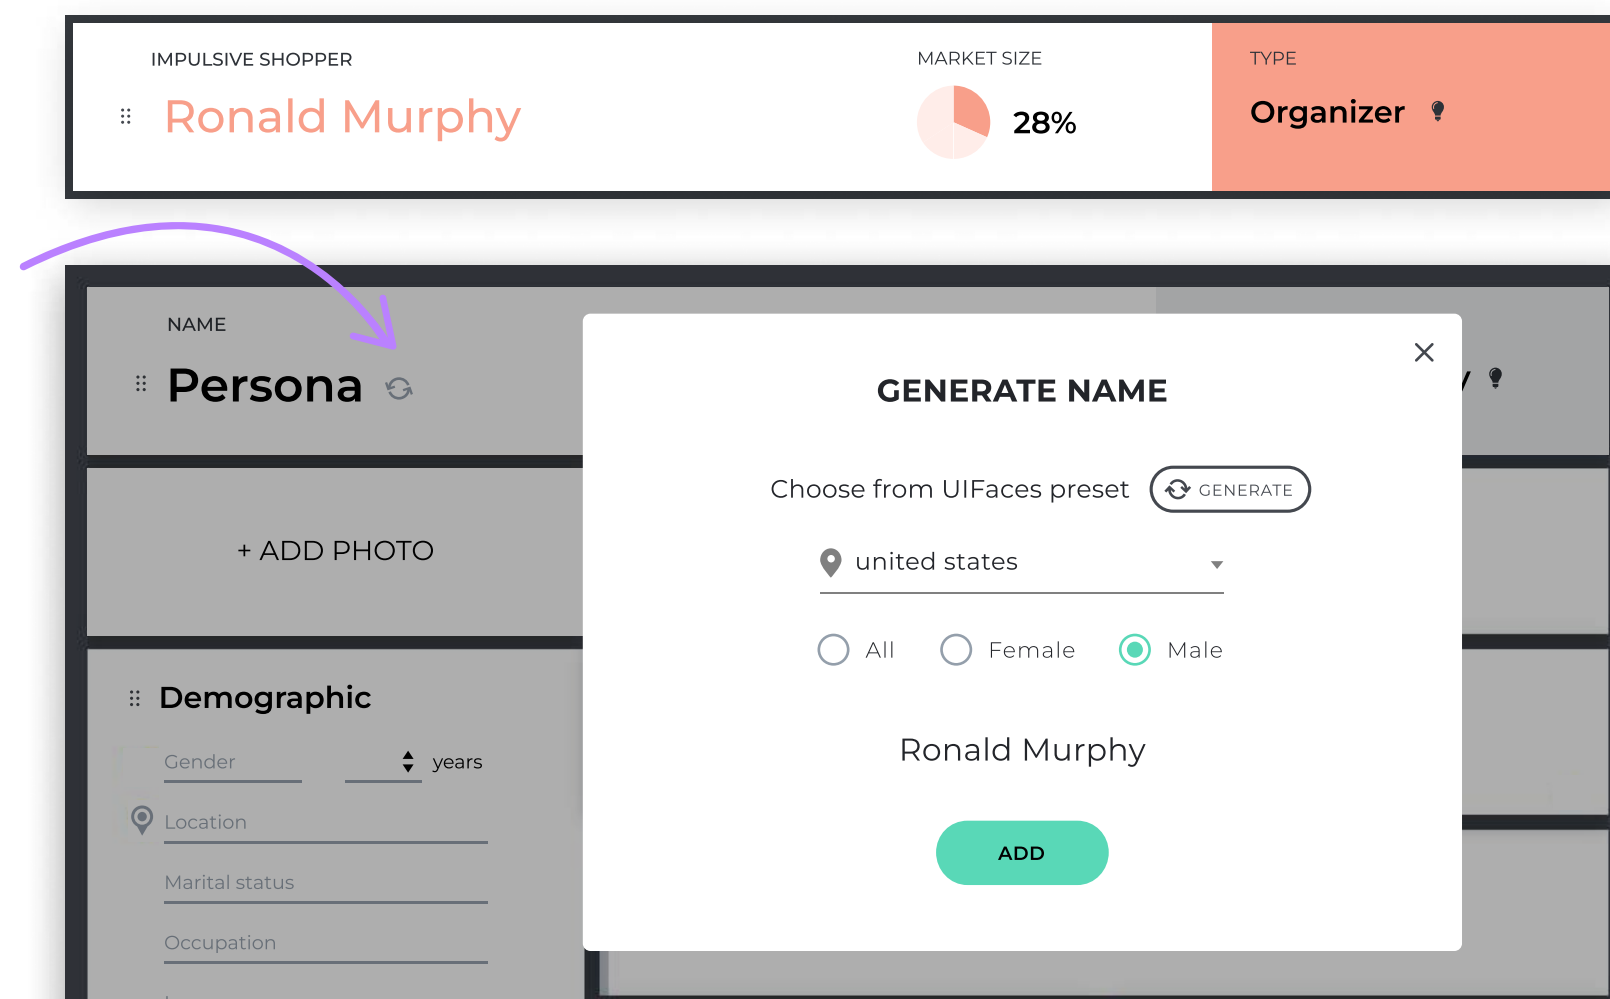 IMPULSIVE SHOPPER
Ronald Murphy
MARKET SIZE
28%
TYPE
Organizer
NAME
Persona
+ ADD PHOTO
Demographic
Gender
years
Location
Marital status
Occupation
GENERATE NAME
Choose from UIFaces preset
GENERATE
united states
All
Female
Male
Ronald Murphy
ADD